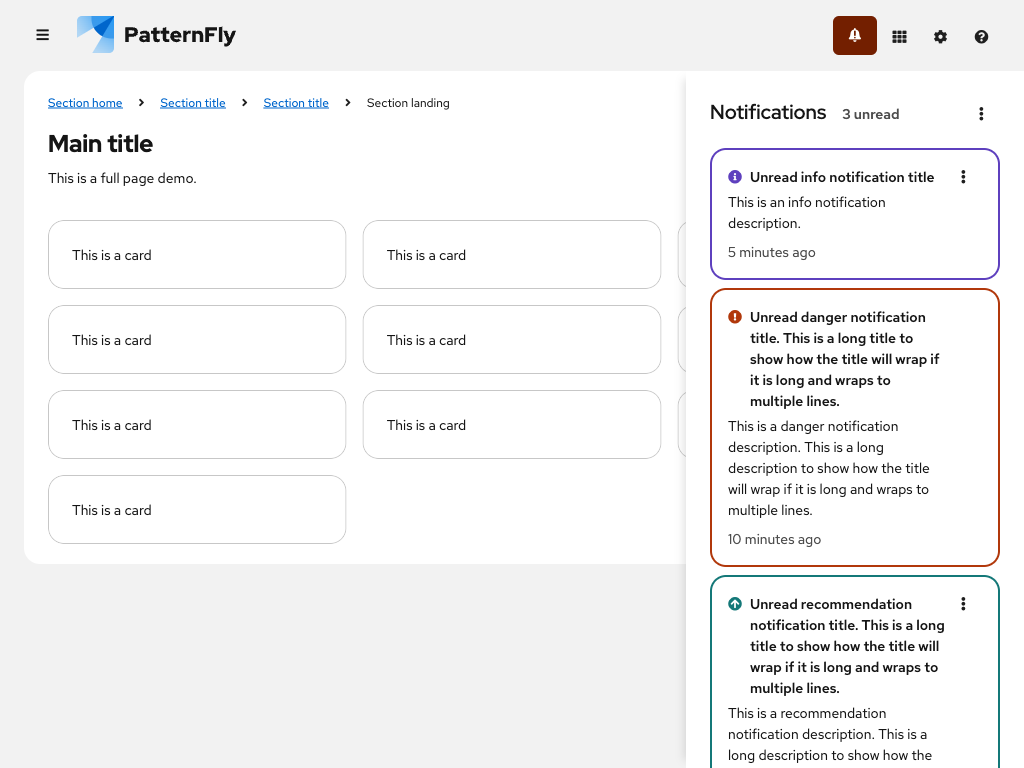 PatternFly
Section home
Section title
Section title
Section landing
Main title
This is a full page demo.
This is a card
This is a card
This is a card
This is a card
This is a card
This is a card
This is a card
Notifications
3 unread
Unread info notification title
This is an info notification
description.
5 minutes ago
Unread danger notification
title. This is a long title to
show how the title will wrap if
it is long and wraps to
multiple lines.
This is a danger notification
description. This is a long
description to show how the title
will wrap if it is long and wraps to
multiple lines.
10 minutes ago
Unread recommendation
notification title. This is a long
title to show how the title will
wrap if it is long and wraps to
multiple lines.
This is a recommendation
notification description. This is a
long description to show how the